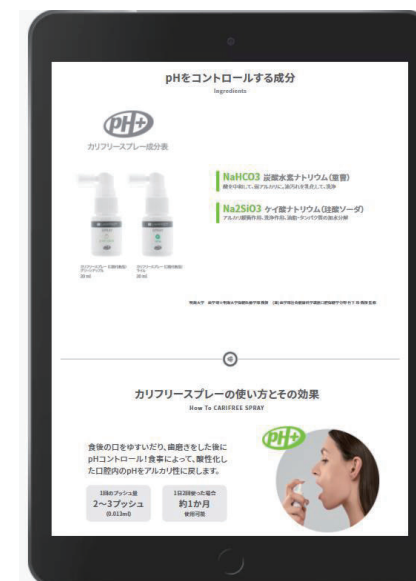 pHをコントロールする成分
Ingredients
pH+
カリフリースプレー成分表
NaHCO3 炭酸水素ナトリウム(重曹)
Na2SiO3 ケイ酸ナトリウム(珪酸ソーダ)
カリフリースプレーの使い方とその効果
How To CARIFREE SPRAY
食後の口をゆすいだり、歯磨きをした後に
pHコントロール!食事によって、酸性化し
た口腔内のpHをアルカリ性に戻します。
pH+
1回のプッシュ量
2〜3プッシュ
(0.013ml)
1日2回使った場合
約1か月
使用可能